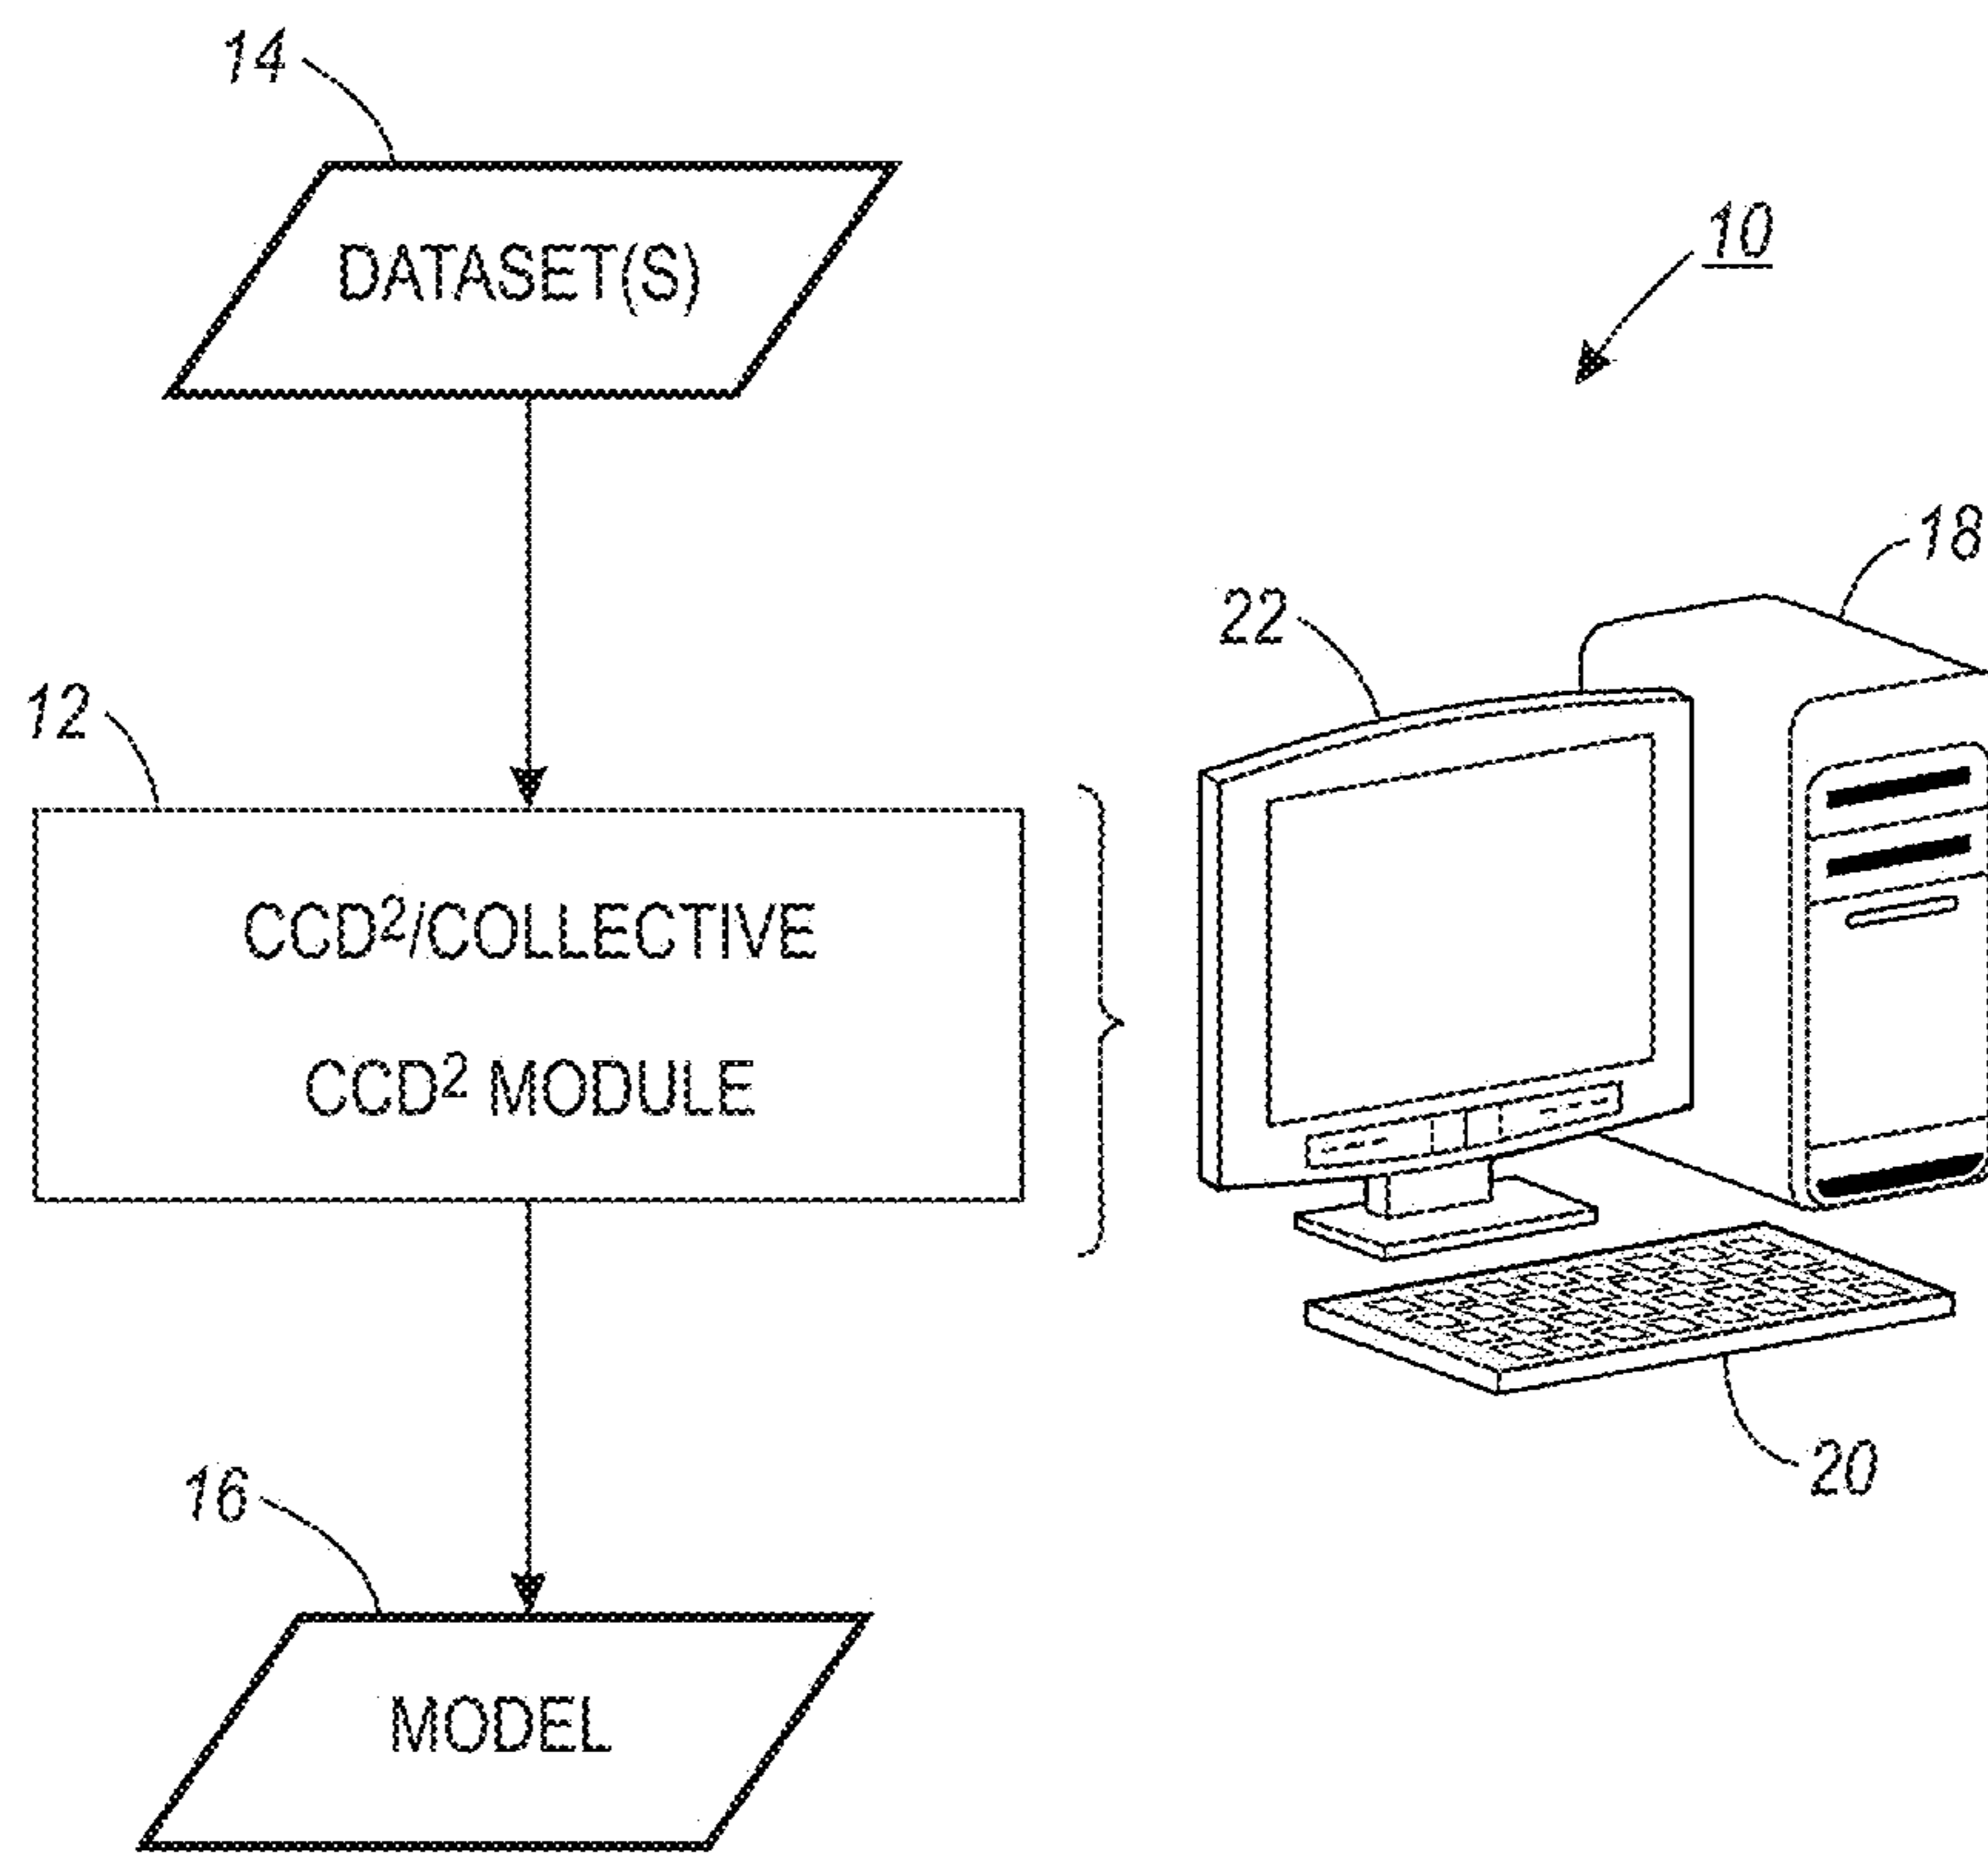 14
DATASET(S)
10
18
22
12
CCD²/COLLECTIVE
CCD² MODULE
20
16
MODEL